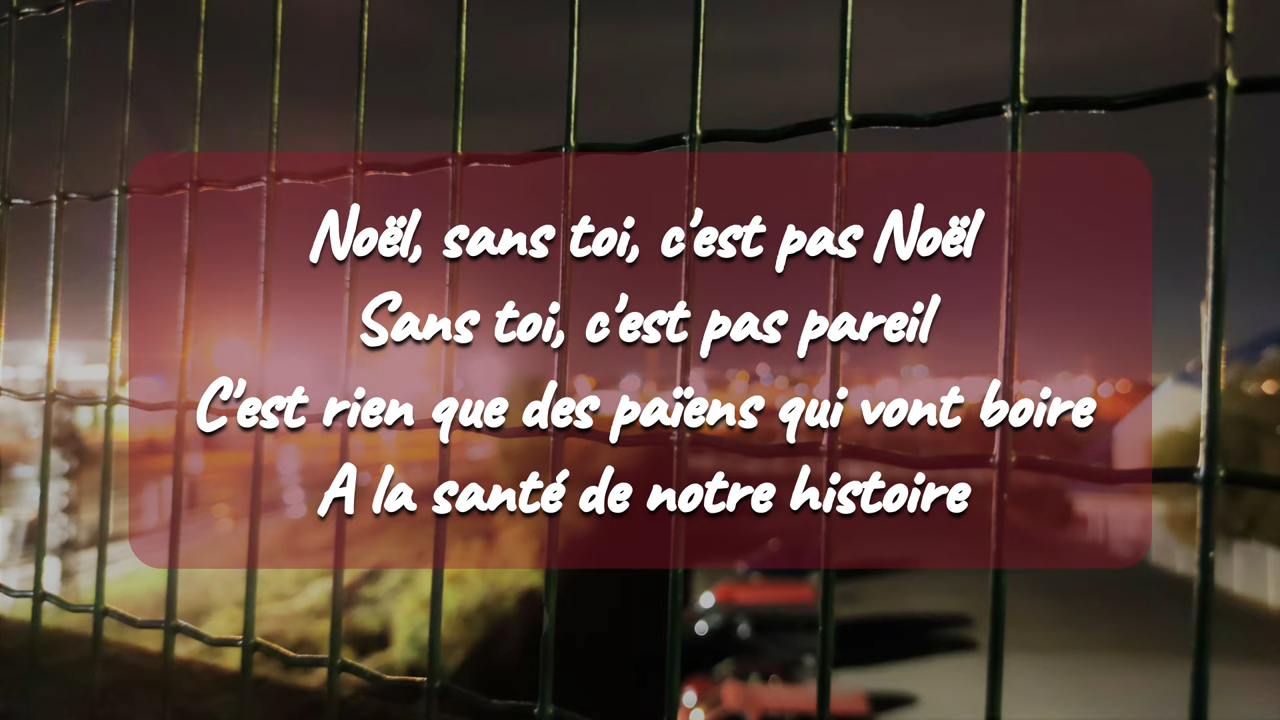 Noël, sans toi, c'est pas Noël
Sans toi, c'est pas pareil
C'est rien que des païens qui vont boire
A la santé de notre histoire